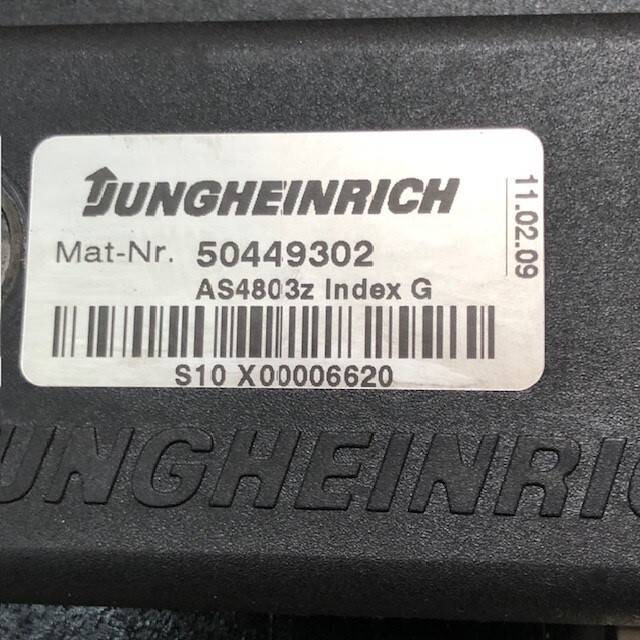 JUNGHEINRICH
Mat-Nr. 50449302
AS4803z Index G
S10 X00006620
11.02.09
JUNGHEINRIC